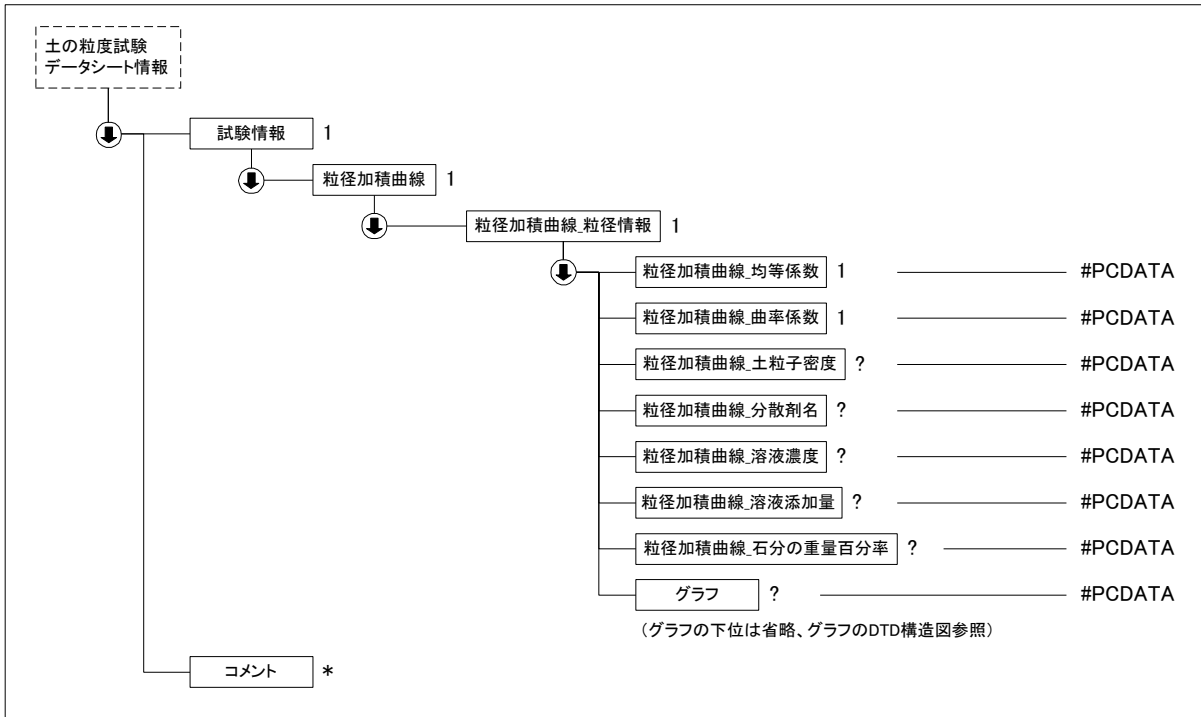 土の粒度試験
データシート情報
試験情報 1
粒径加積曲線 1
粒径加積曲線_粒径情報 1
粒径加積曲線_均等係数 1 #PCDATA
粒径加積曲線_曲率係数 1 #PCDATA
粒径加積曲線_土粒子密度 ? #PCDATA
粒径加積曲線_分散剤名 ? #PCDATA
粒径加積曲線_溶液濃度 ? #PCDATA
粒径加積曲線_溶液添加量 ? #PCDATA
粒径加積曲線_石分の重量百分率 ? #PCDATA
グラフ ? #PCDATA
（グラフの下位は省略、グラフのDTD構造図参照）
コメント *